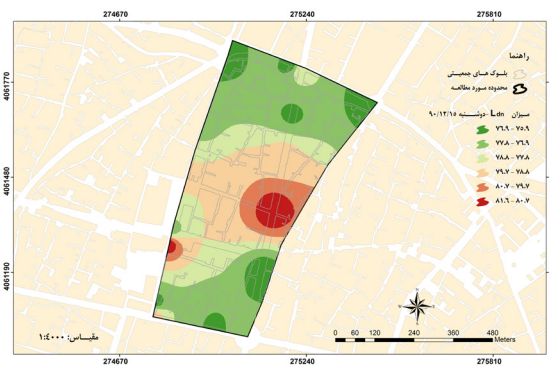 274670 275240 275810
4061770
4061480
4061190
راهنما
بلوک های جمعیتی
محدوده مورد مطالعه
میزان Ldn -دوشنبه ۹۰/۱۲/۱۵
۷۶.۹ - ۷۵.۹
۷۷.۸ - ۷۶.۹
۷۸.۸ - ۷۷.۸
۷۹.۷ - ۷۸.۸
۸۰.۷ - ۷۹.۷
۸۱.۶ - ۸۰.۷
مقیاس: ۱:٤۰۰۰
0 60 120 240 360 480
Meters
274670 275240 275810